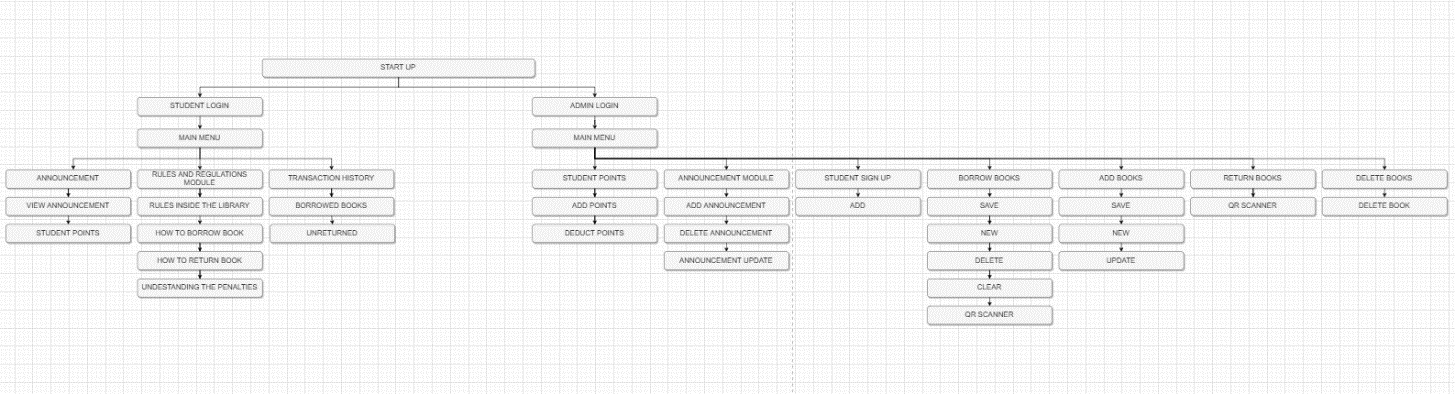 START UP
STUDENT LOGIN
ADMIN LOGIN
MAIN MENU
MAIN MENU
ANNOUNCEMENT
RULES AND REGULATIONS
MODULE
TRANSACTION HISTORY
STUDENT POINTS
ANNOUNCEMENT MODULE
STUDENT SIGN UP
BORROW BOOKS
ADD BOOKS
RETURN BOOKS
DELETE BOOKS
VIEW ANNOUNCEMENT
RULES INSIDE THE LIBRARY
BORROWED BOOKS
ADD POINTS
ADD ANNOUNCEMENT
ADD
SAVE
SAVE
QR SCANNER
DELETE BOOK
STUDENT POINTS
HOW TO BORROW BOOK
UNRETURNED
DEDUCT POINTS
DELETE ANNOUNCEMENT
NEW
NEW
HOW TO RETURN BOOK
ANNOUNCEMENT UPDATE
DELETE
UPDATE
UNDESTANDING THE PENALTIES
CLEAR
QR SCANNER